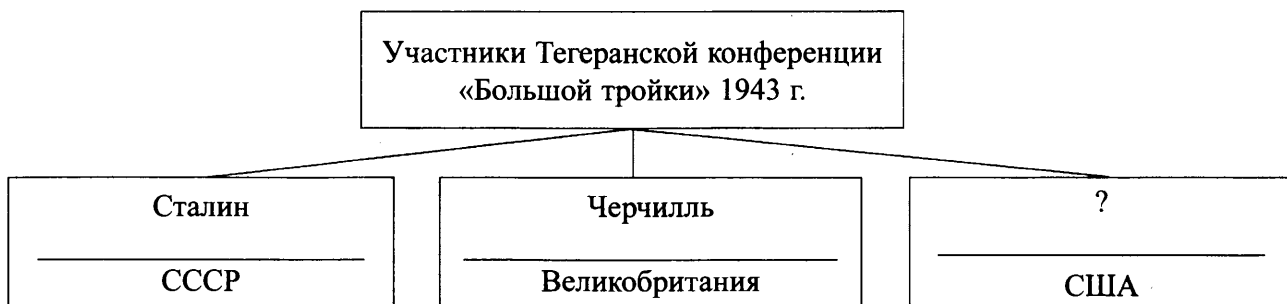 Участники Тегеранской конференции
«Большой тройки» 1943 г.
Сталин
СССР
Черчилль
Великобритания
?
США